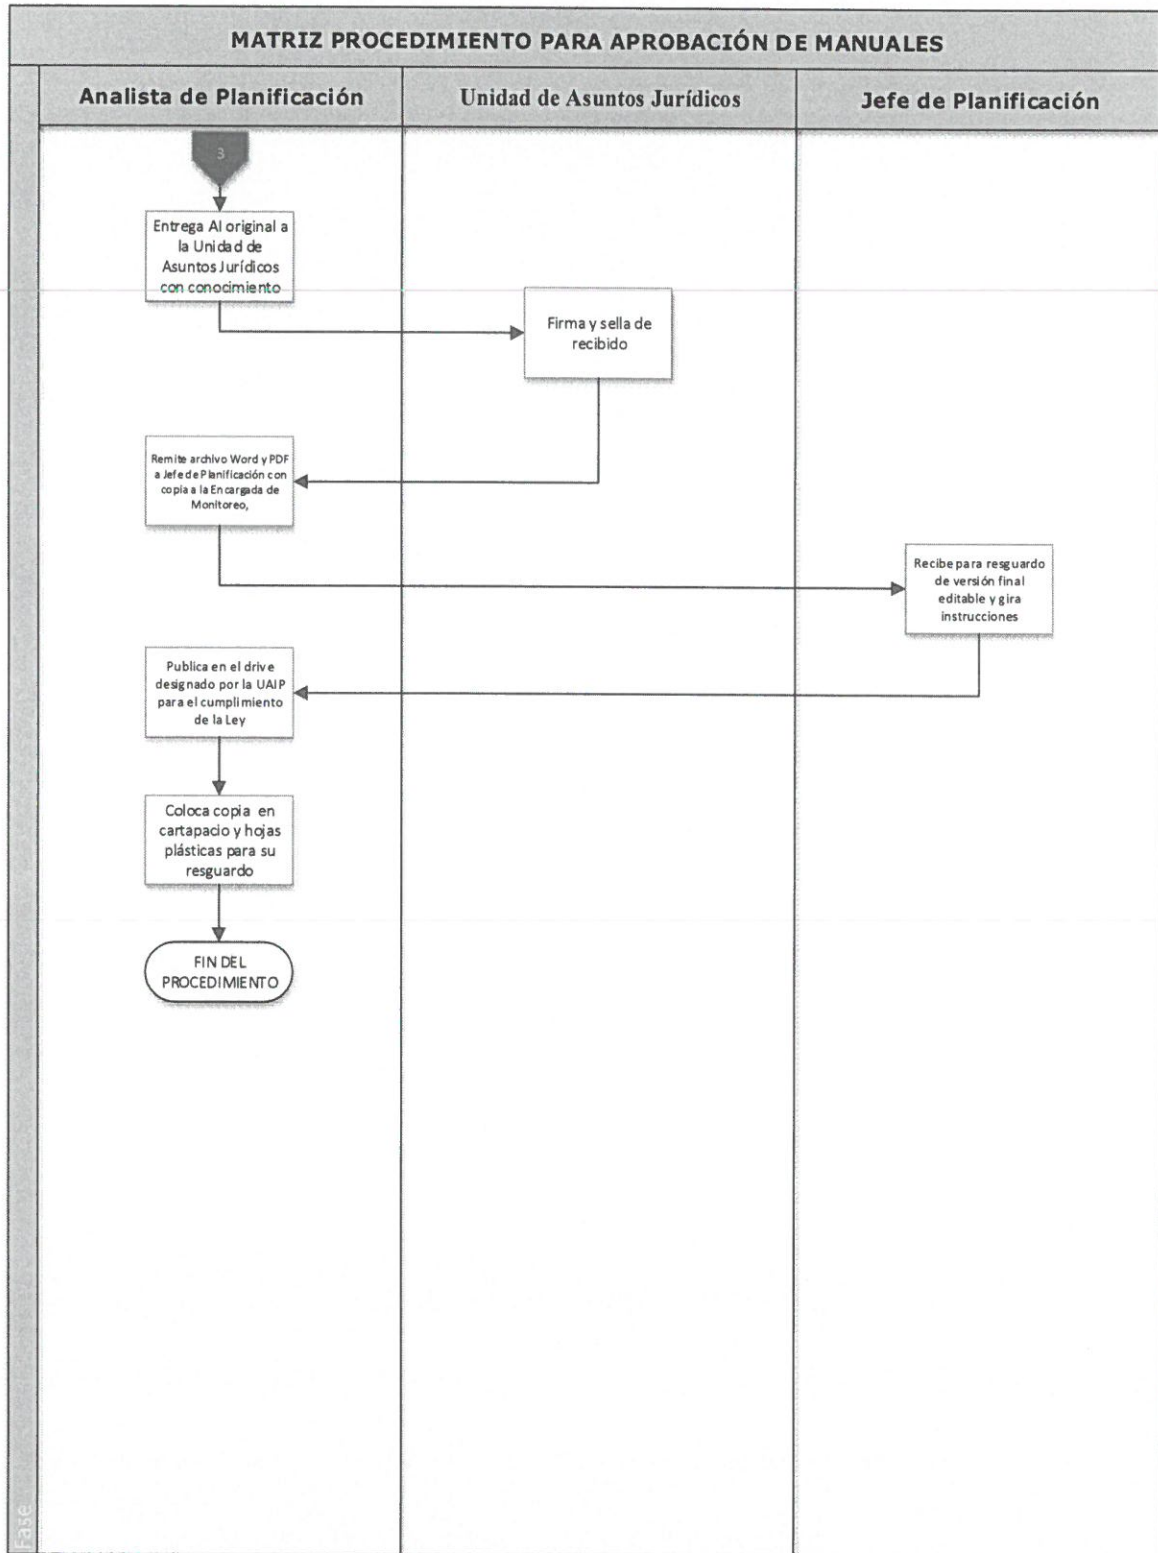 MATRIZ PROCEDIMIENTO PARA APROBACIÓN DE MANUALES
Analista de Planificación
Unidad de Asuntos Jurídicos
Jefe de Planificación
3
Entrega AI original a
la Unidad de
Asuntos Jurídicos
con conocimiento
Firma y sella de
recibido
Remite archivo Word y PDF
a Jefe de Planificación con
copia a la Encargada de
Monitoreo,
Recibe para resguardo
de versión final
editable y gira
instrucciones
Publica en el drive
designado por la UAIP
para el cumplimiento
de la Ley
Coloca copia en
cartapacio y hojas
plásticas para su
resguardo
FIN DEL
PROCEDIMIENTO
Fase